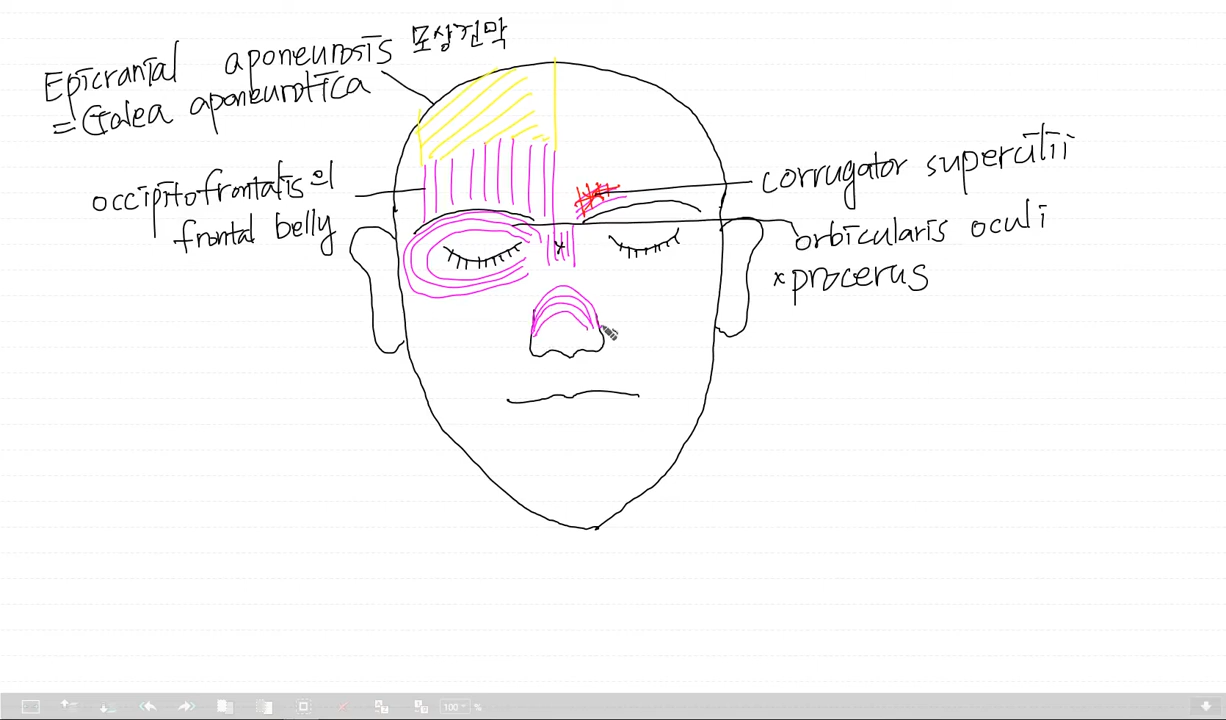 Epicranial aponeurosis 모상건막
= Galea aponeurotica
occipitofrontalis의
frontal belly
corrugator supercilii
orbicularis oculi
x procerus
x
100 %